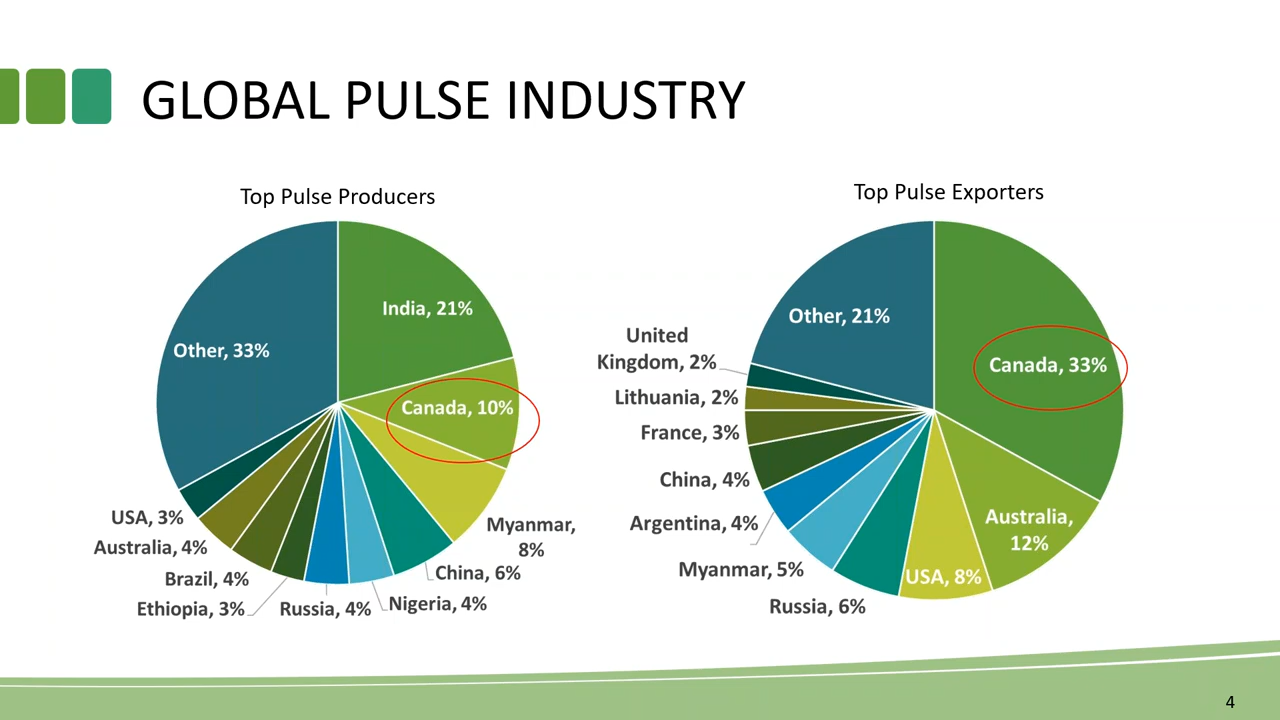 GLOBAL PULSE INDUSTRY
Top Pulse Producers
India, 21%
Canada, 10%
Myanmar,
8%
China, 6%
Nigeria, 4%
Russia, 4%
Ethiopia, 3%
Brazil, 4%
Australia, 4%
USA, 3%
Other, 33%
Top Pulse Exporters
Canada, 33%
Australia,
12%
USA, 8%
Russia, 6%
Myanmar, 5%
Argentina, 4%
China, 4%
France, 3%
Lithuania, 2%
United
Kingdom, 2%
Other, 21%
4